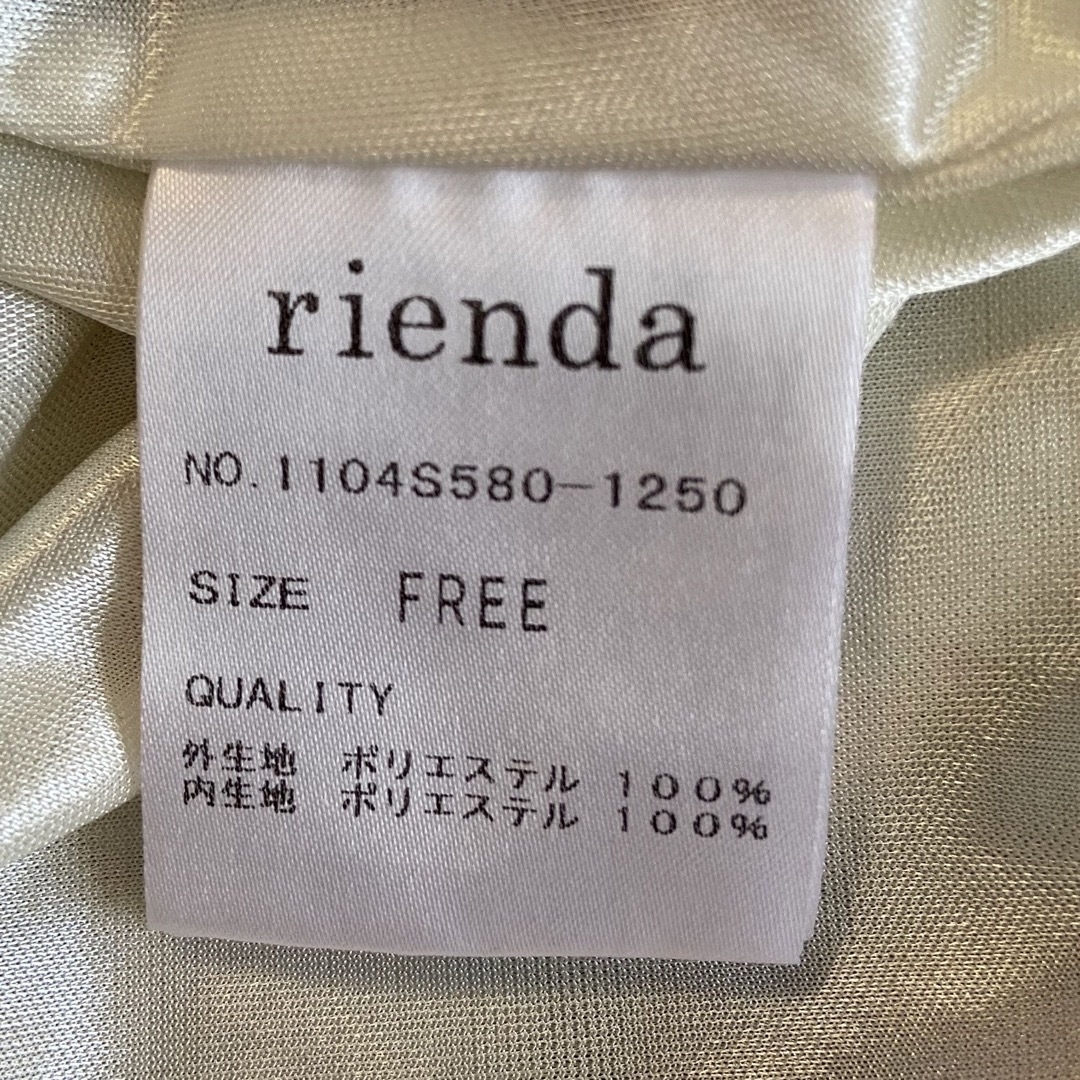 rienda
NO.1104S580-1250
SIZE FREE
QUALITY
外生地 ポリエステル 100%
内生地 ポリエステル 100%